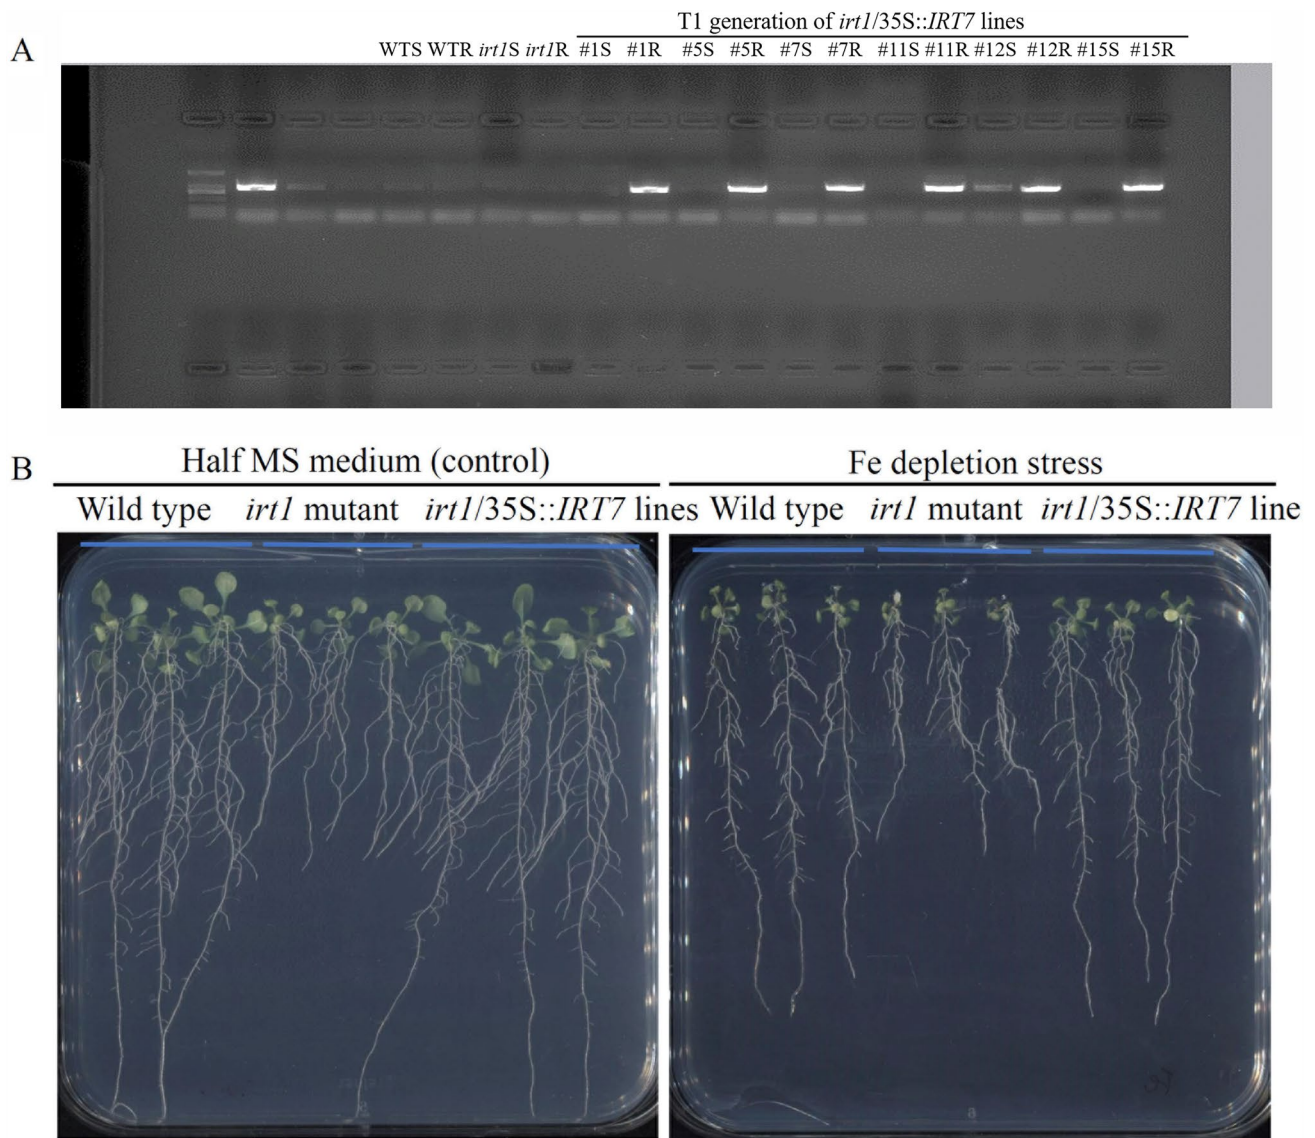 T1 generation of irt1/35S::IRT7 lines
A
WTS WTR irt1S irt1R #1S #1R #5S #5R #7S #7R #11S #11R #12S #12R #15S #15R
B
Half MS medium (control) Fe depletion stress
Wild type irt1 mutant irt1/35S::IRT7 lines Wild type irt1 mutant irt1/35S::IRT7 line